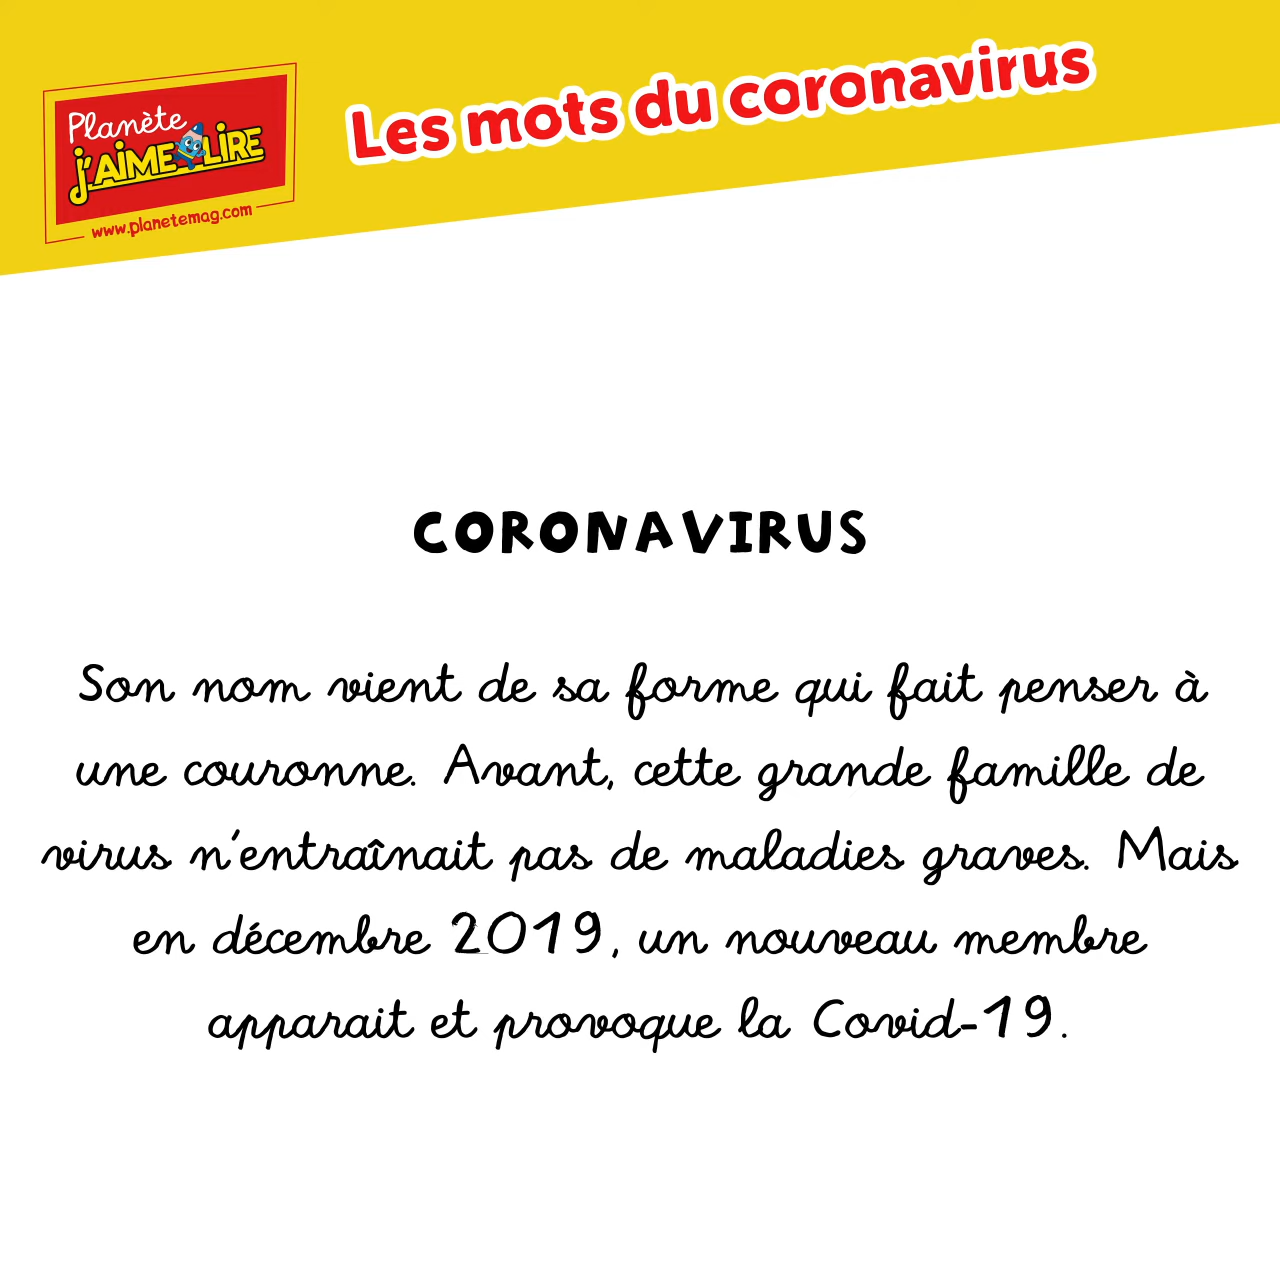 Planète
j'AiME LiRE
www.planetemag.com
Les mots du coronavirus
CORONAVIRUS
Son nom vient de sa forme qui fait penser à
une couronne. Avant, cette grande famille de
virus n'entraînait pas de maladies graves. Mais
en décembre 2019, un nouveau membre
apparait et provoque la Covid-19.